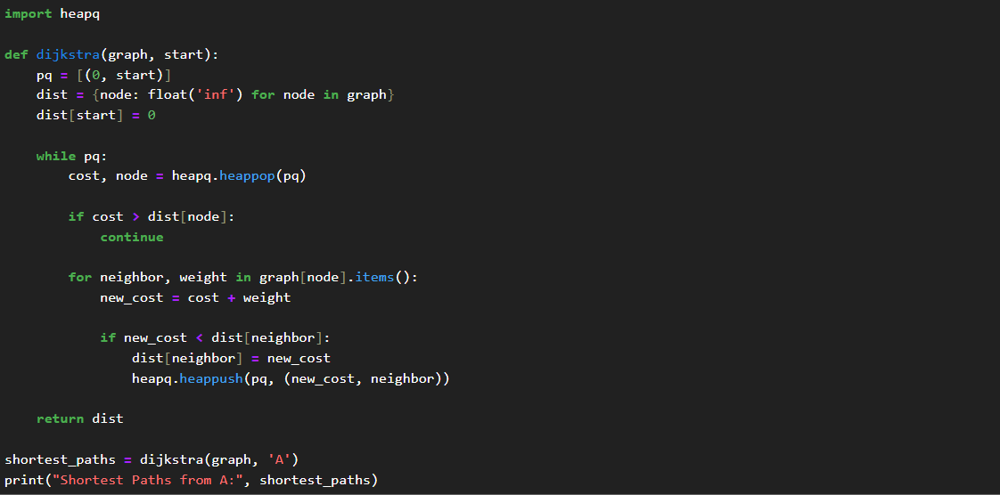 import heapq
def dijkstra(graph, start):
    pq = [(0, start)]
    dist = {node: float('inf') for node in graph}
    dist[start] = 0
    while pq:
        cost, node = heapq.heappop(pq)
        if cost > dist[node]:
            continue
        for neighbor, weight in graph[node].items():
            new_cost = cost + weight
            if new_cost < dist[neighbor]:
                dist[neighbor] = new_cost
                heapq.heappush(pq, (new_cost, neighbor))
    return dist
shortest_paths = dijkstra(graph, 'A')
print("Shortest Paths from A:", shortest_paths)